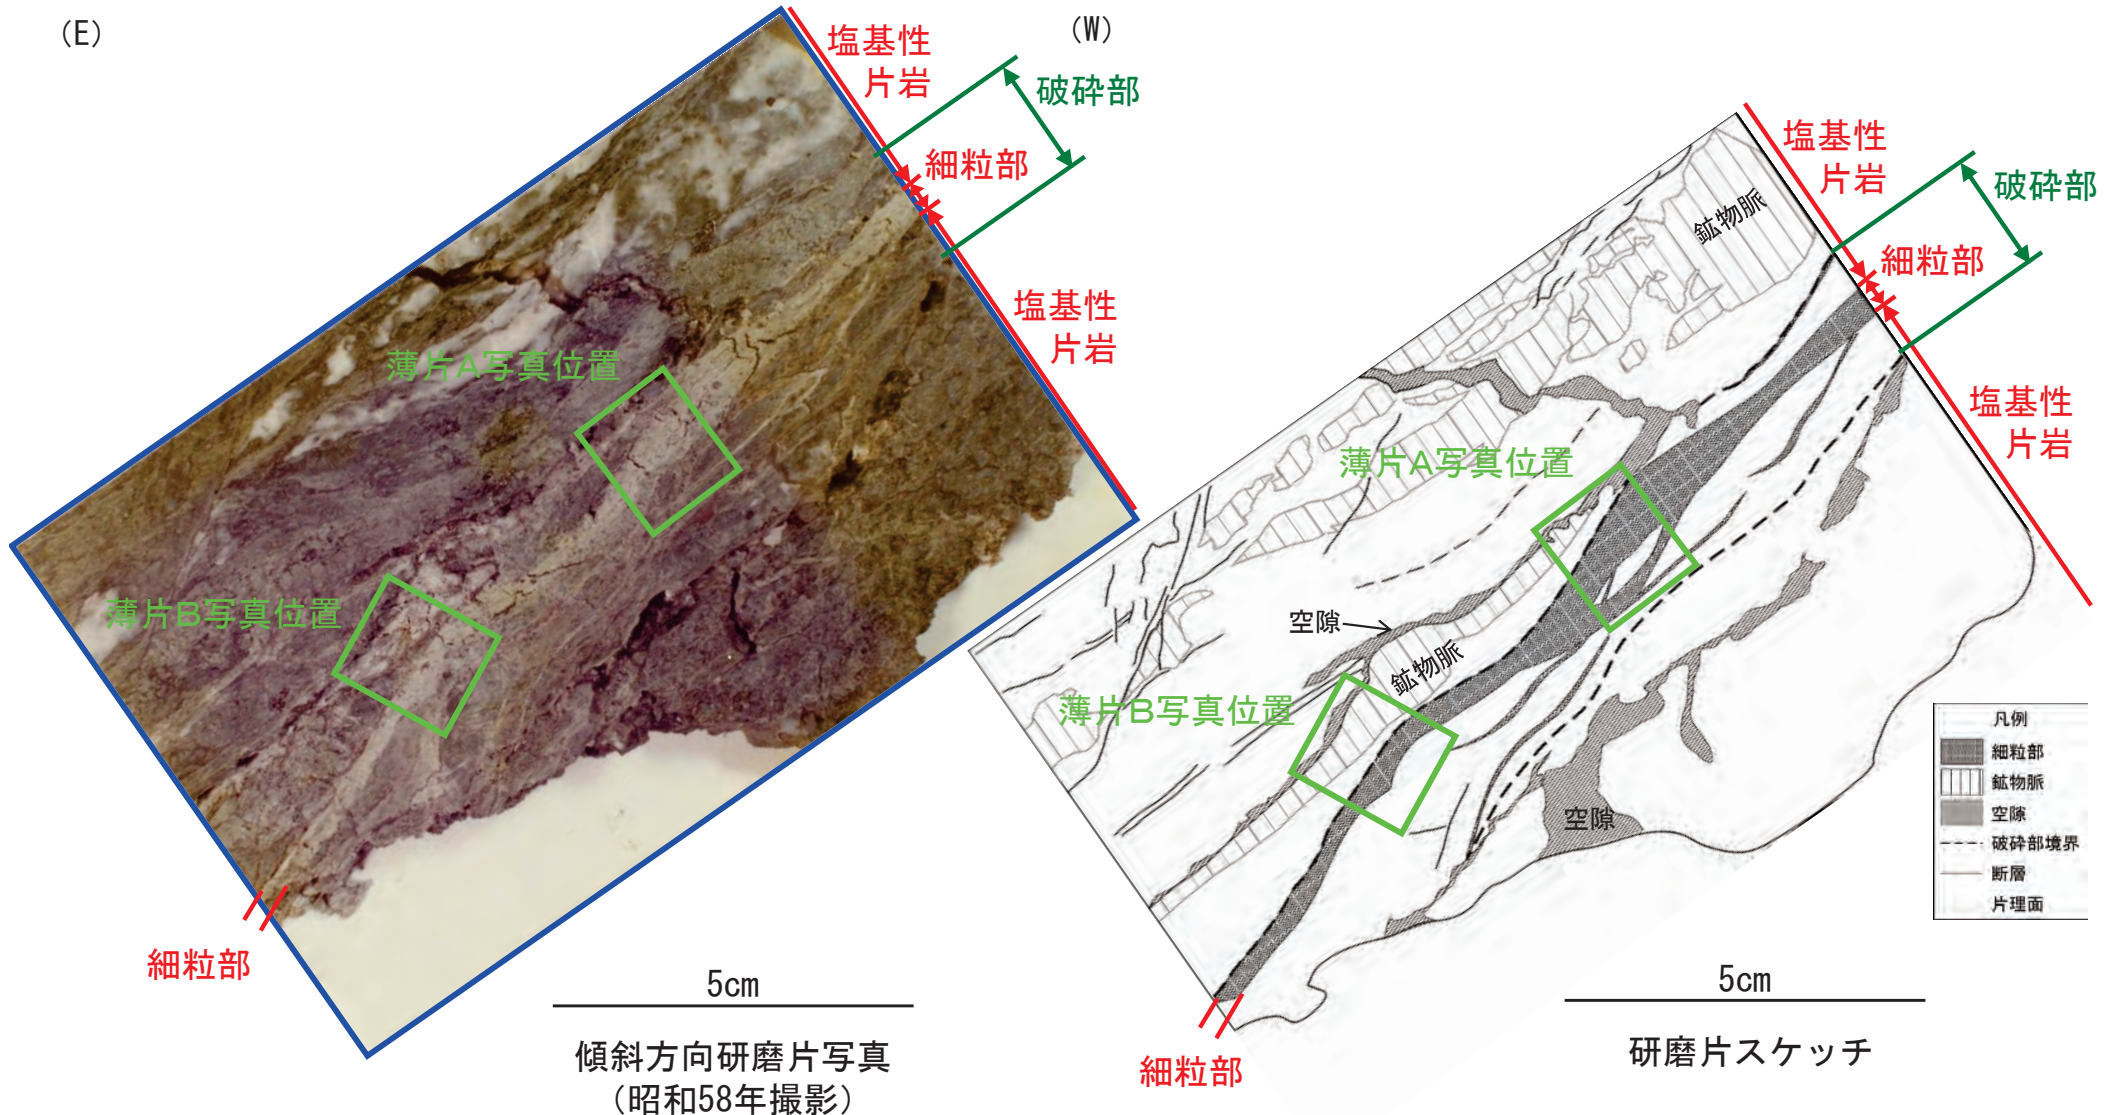 (E)
(W)
塩基性
片岩
破砕部
細粒部
塩基性
片岩
薄片A写真位置
薄片B写真位置
細粒部
5cm
傾斜方向研磨片写真
(昭和58年撮影)
塩基性
片岩
破砕部
細粒部
塩基性
片岩
鉱物脈
薄片A写真位置
空隙
鉱物脈
薄片B写真位置
空隙
凡例
細粒部
鉱物脈
空隙
破砕部境界
断層
片理面
細粒部
5cm
研磨片スケッチ